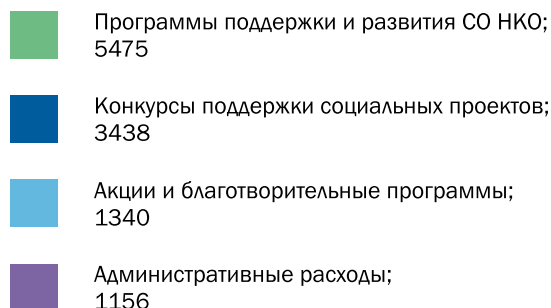 Программы поддержки и развития СО НКО;
5475
Конкурсы поддержки социальных проектов;
3438
Акции и благотворительные программы;
1340
Административные расходы;
1156